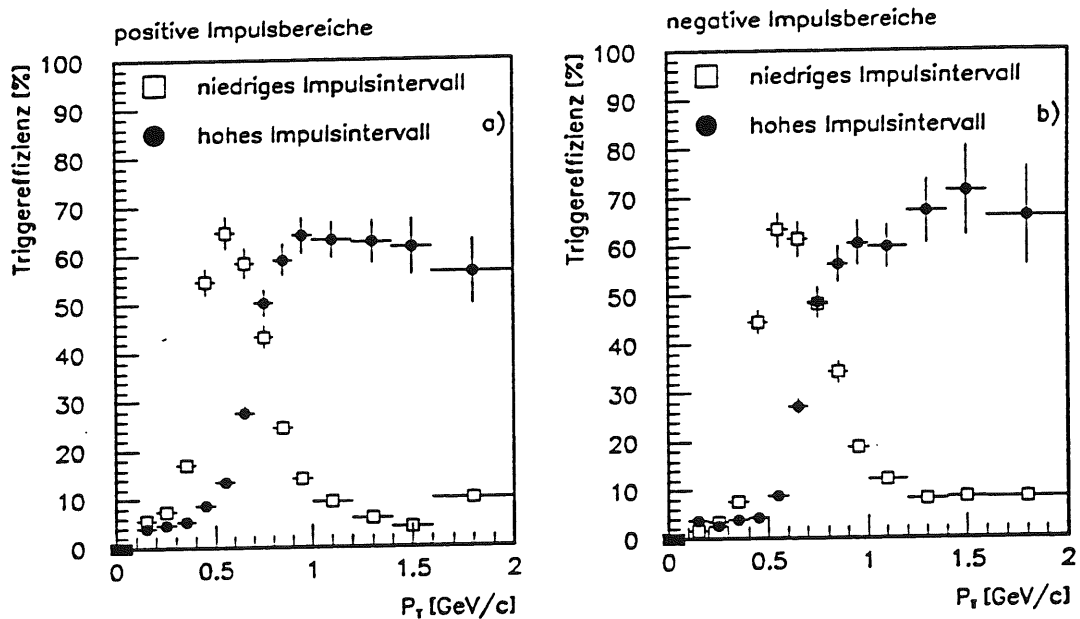 positive Impulsbereiche
Triggereffizienz [%]
100
90
80
70
60
50
40
30
20
10
0
niedriges Impulsintervall
hohes Impulsintervall
a)
0
0.5
1
1.5
2
P_T [GeV/c]
negative Impulsbereiche
Triggereffizienz [%]
100
90
80
70
60
50
40
30
20
10
0
niedriges Impulsintervall
hohes Impulsintervall
b)
0
0.5
1
1.5
2
P_T [GeV/c]